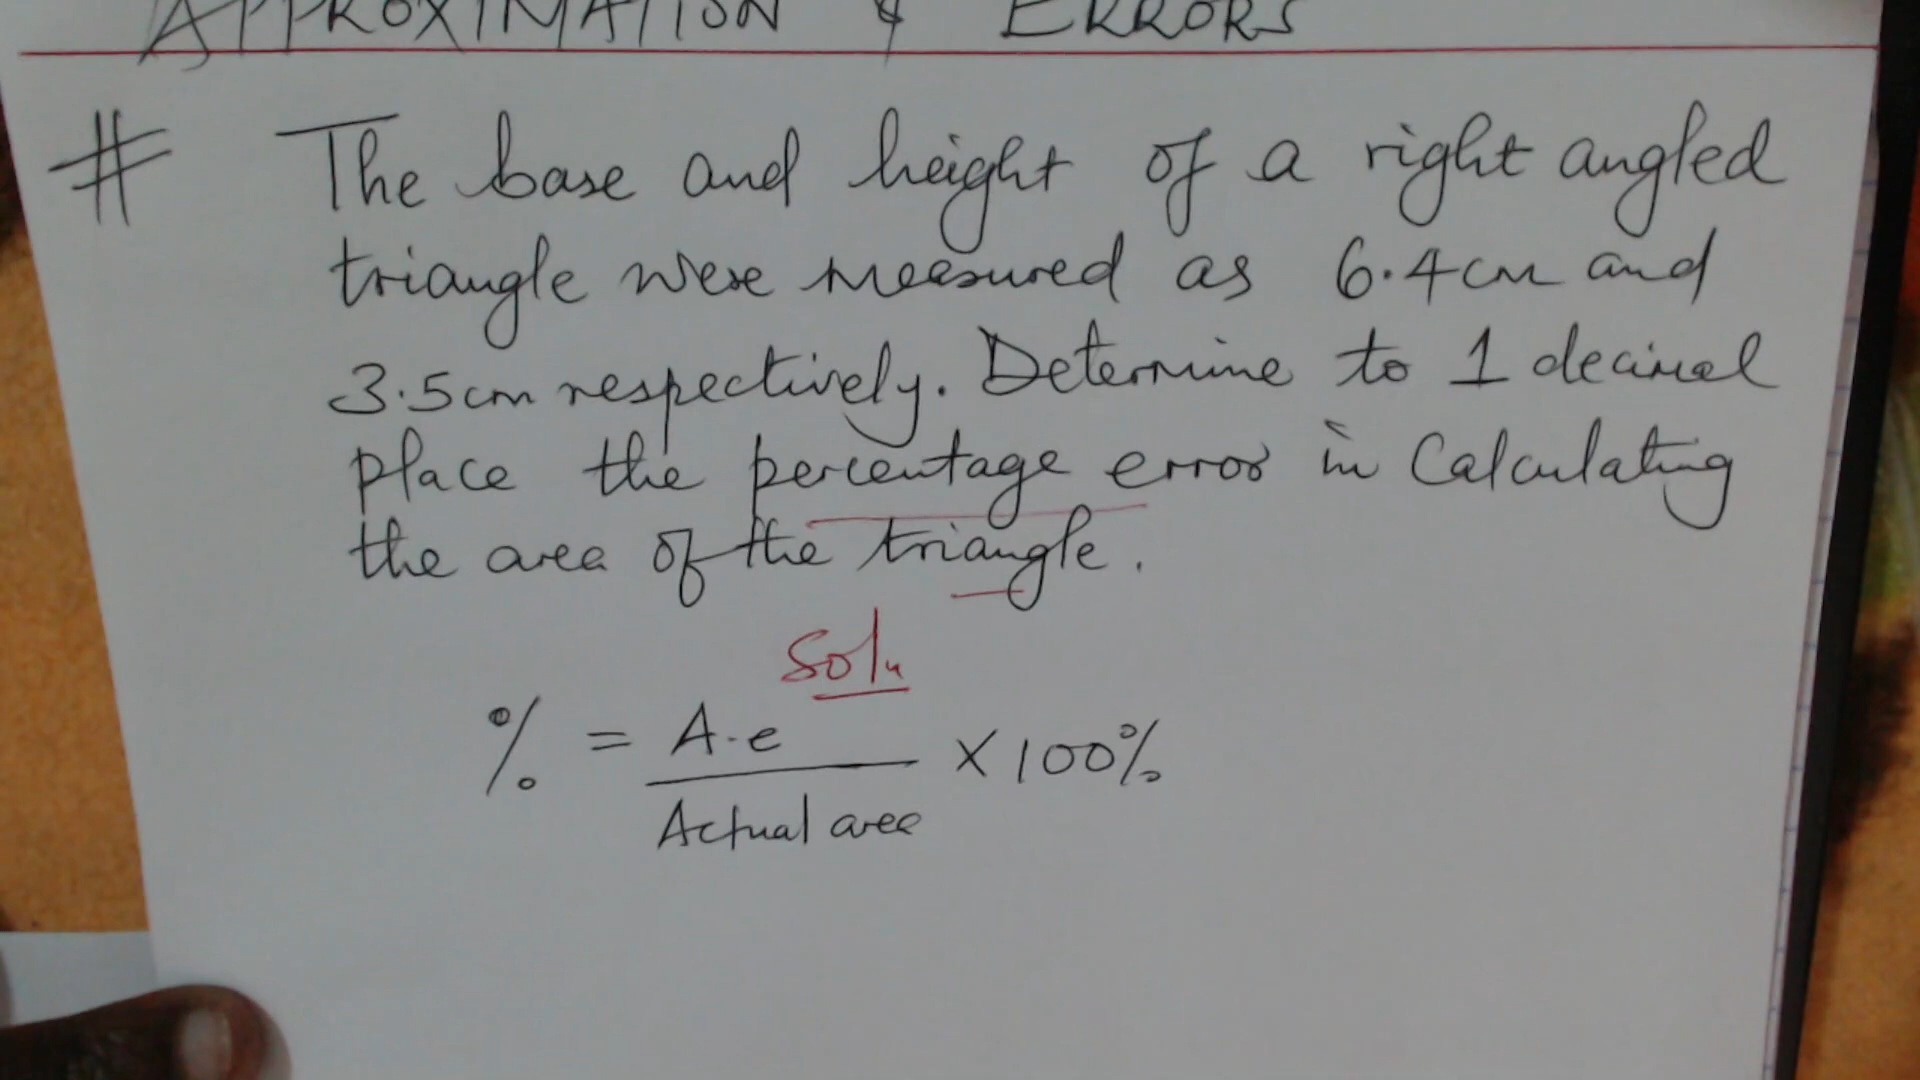 APPROXIMATION & ERRORS
# The base and height of a right angled
triangle were measured as 6.4cm and
3.5cm respectively. Determine to 1 decimal
place the percentage error in Calculating
the area of the triangle.
Soln
% = A.e / Actual area × 100%